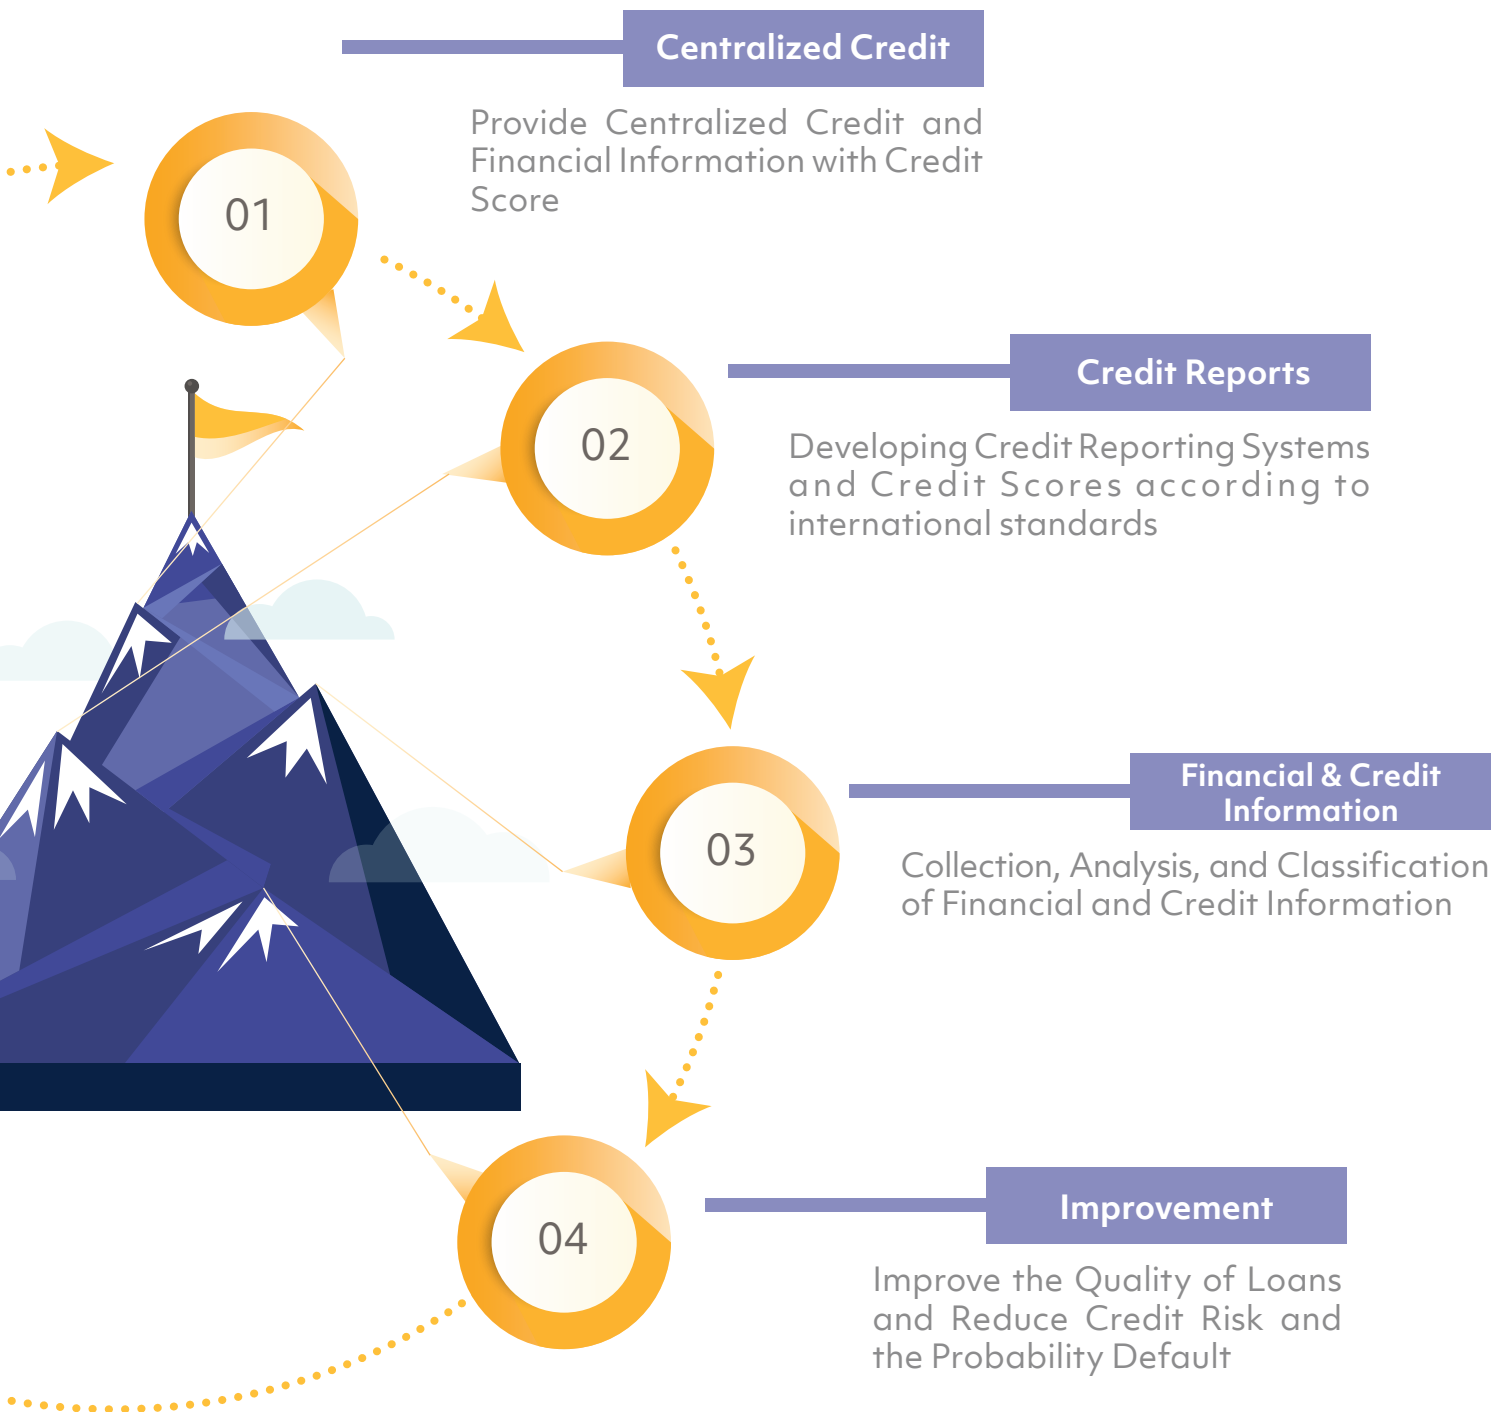 Centralized Credit
Provide Centralized Credit and
Financial Information with Credit
Score
01
Credit Reports
02
Developing Credit Reporting Systems
and Credit Scores according to
international standards
Financial & Credit
Information
03
Collection, Analysis, and Classification
of Financial and Credit Information
Improvement
04
Improve the Quality of Loans
and Reduce Credit Risk and
the Probability Default